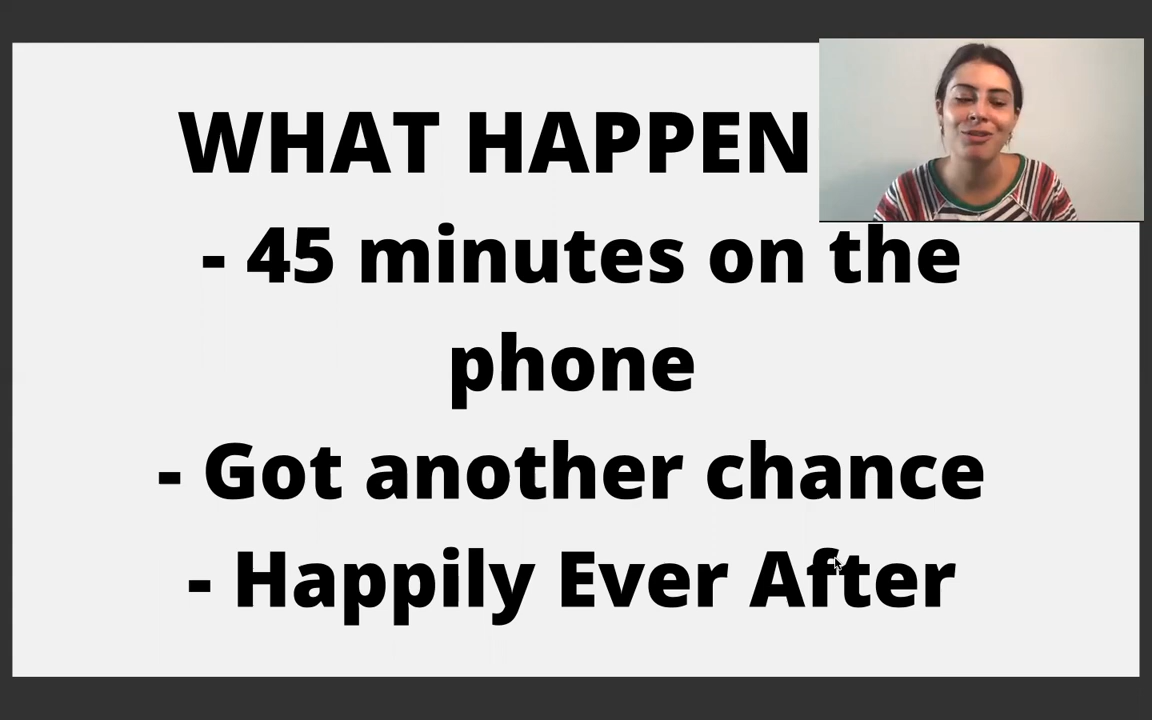 WHAT HAPPEN
- 45 minutes on the
phone
- Got another chance
- Happily Ever After